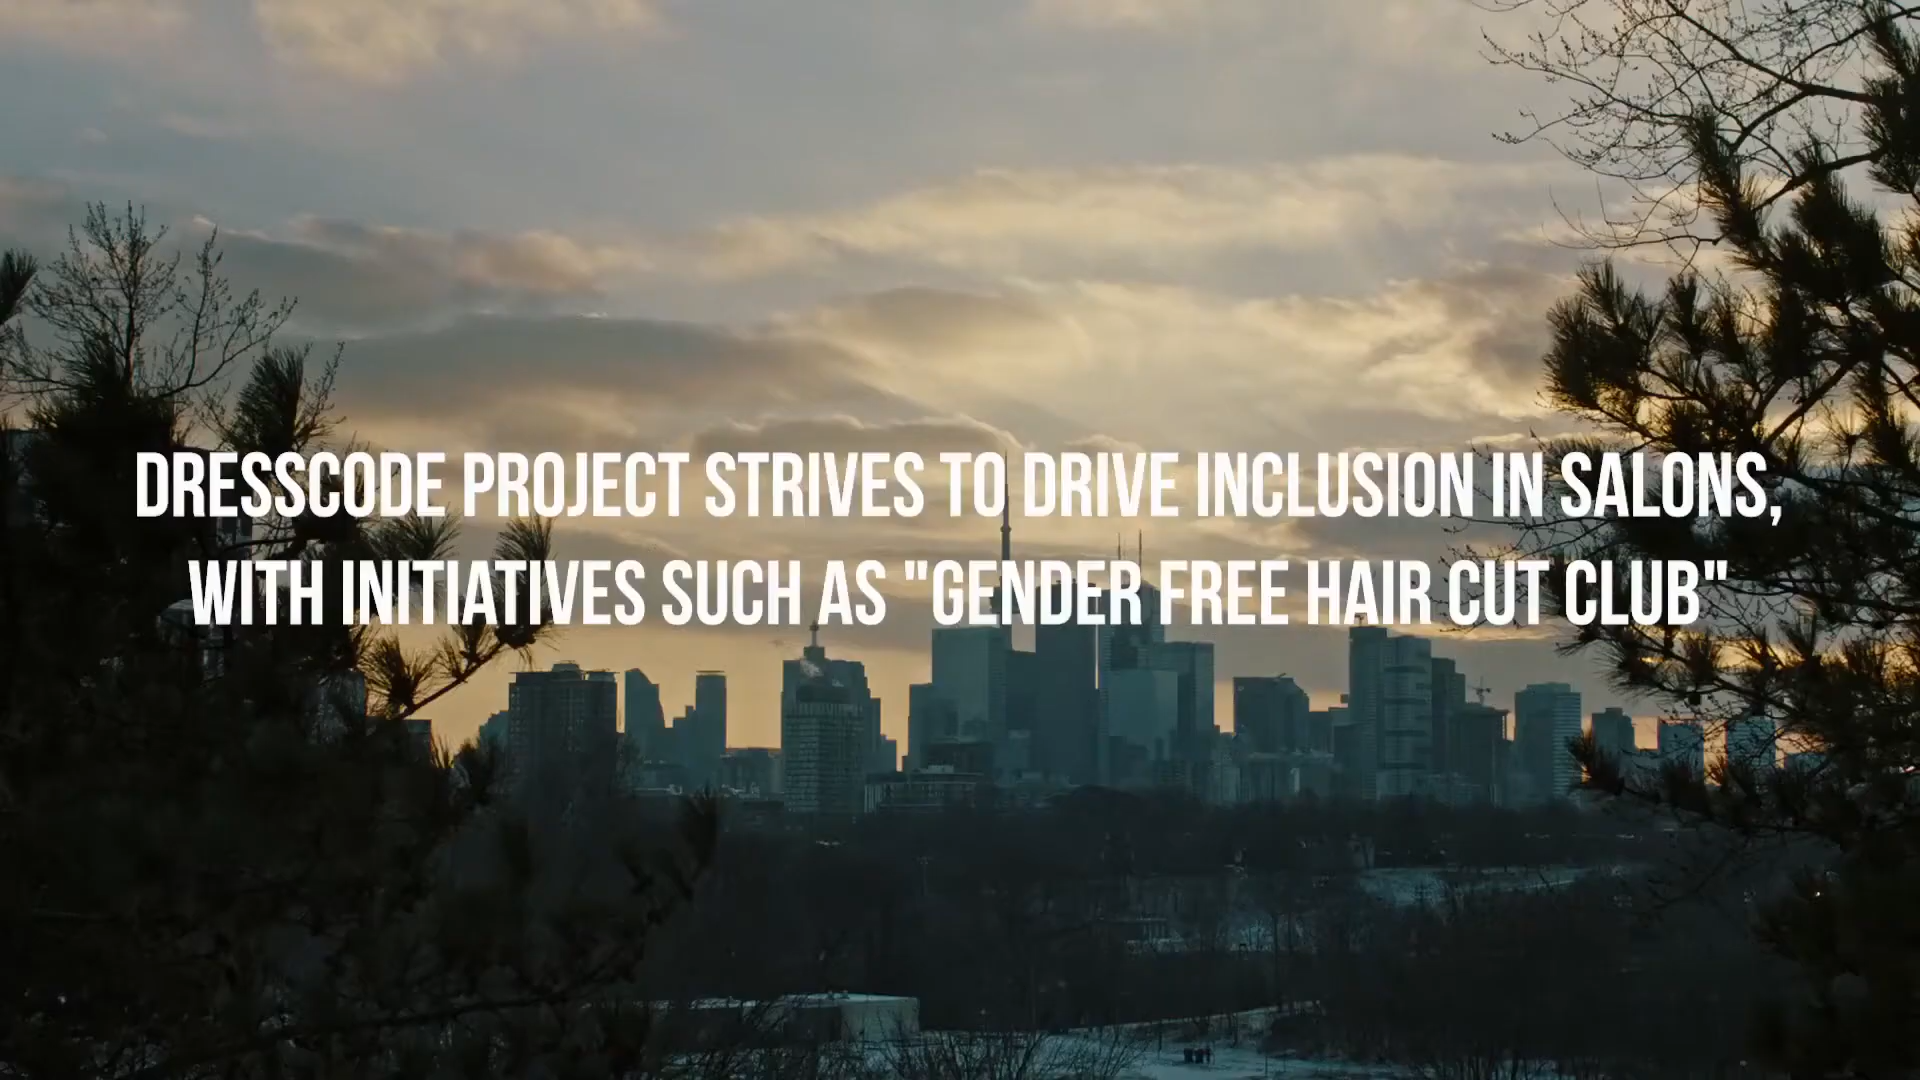 DRESSCODE PROJECT STRIVES TO DRIVE INCLUSION IN SALONS,
WITH INITIATIVES SUCH AS "GENDER FREE HAIR CUT CLUB"